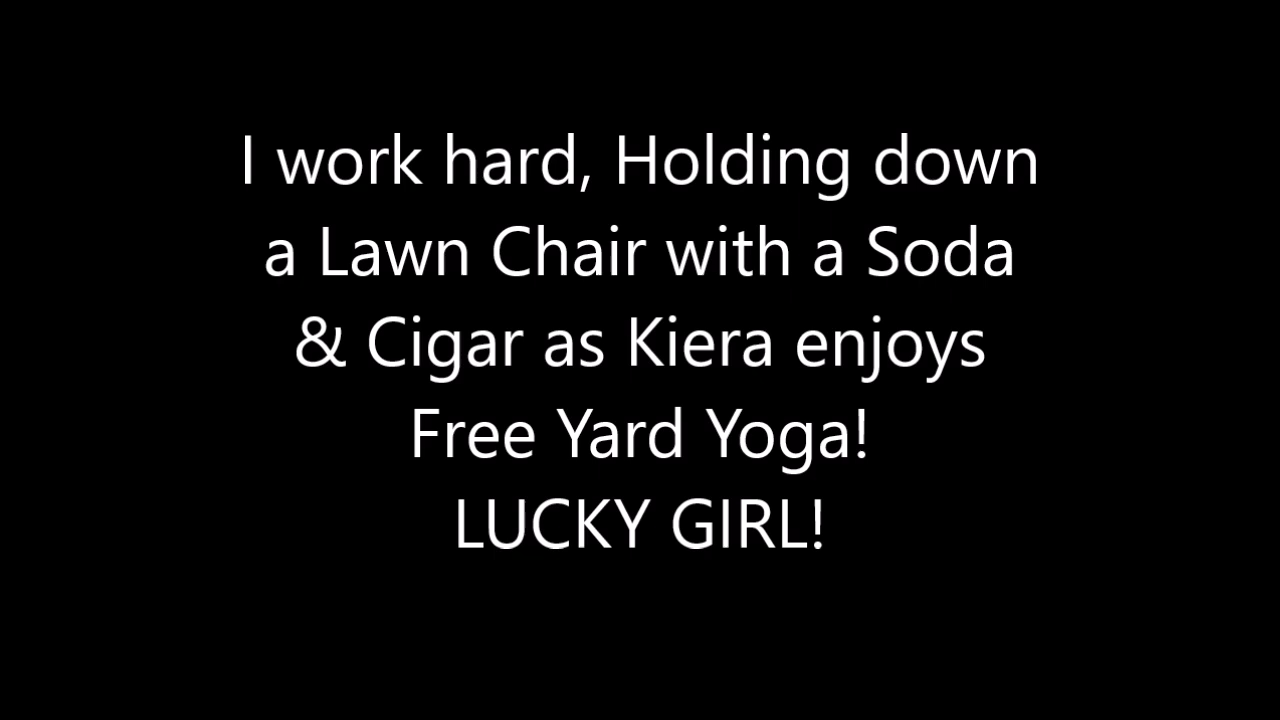 I work hard, Holding down
a Lawn Chair with a Soda
& Cigar as Kiera enjoys
Free Yard Yoga!
LUCKY GIRL!